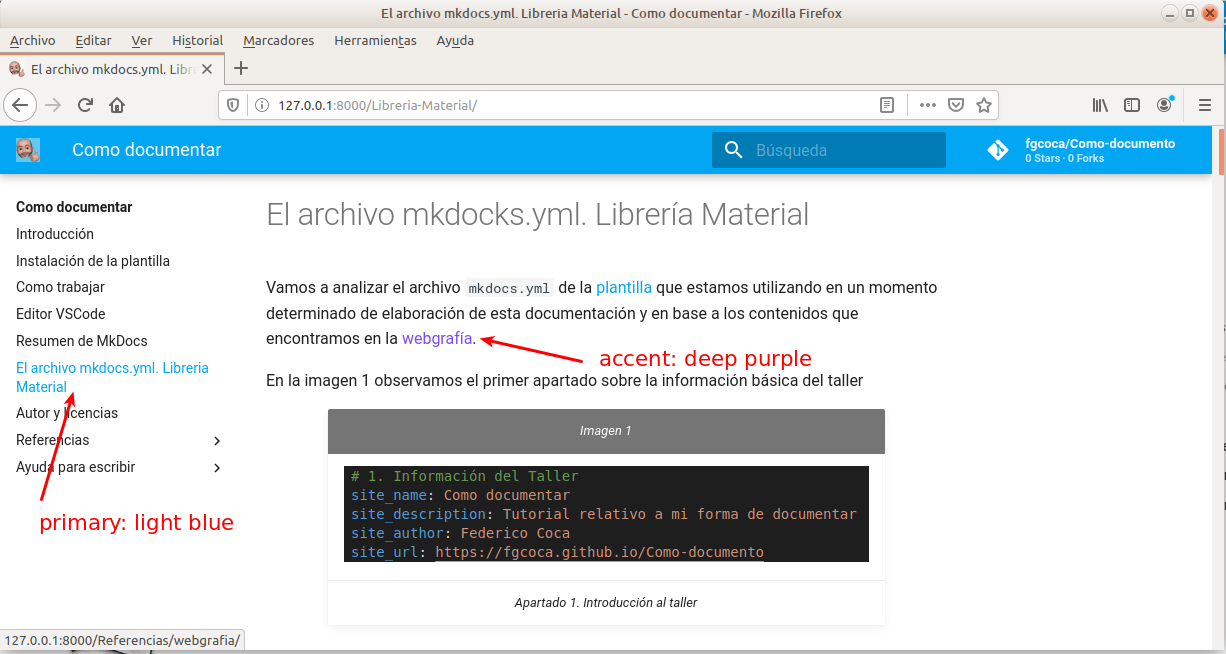 El archivo mkdocs.yml. Libreria Material - Como documentar - Mozilla Firefox
Archivo Editar Ver Historial Marcadores Herramientas Ayuda
El archivo mkdocs.yml. Libr
127.0.0.1:8000/Libreria-Material/
Como documentar
Búsqueda
fgcoca/Como-documento
0 Stars · 0 Forks
Como documentar
Introducción
Instalación de la plantilla
Como trabajar
Editor VSCode
Resumen de MkDocs
El archivo mkdocs.yml. Libreria
Material
Autor y licencias
Referencias
Ayuda para escribir
primary: light blue
El archivo mkdocks.yml. Librería Material
Vamos a analizar el archivo mkdocs.yml de la plantilla que estamos utilizando en un momento
determinado de elaboración de esta documentación y en base a los contenidos que
encontramos en la webgrafía.
accent: deep purple
En la imagen 1 observamos el primer apartado sobre la información básica del taller
Imagen 1
# 1. Información del Taller
site_name: Como documentar
site_description: Tutorial relativo a mi forma de documentar
site_author: Federico Coca
site_url: https://fgcoca.github.io/Como-documento
Apartado 1. Introducción al taller
127.0.0.1:8000/Referencias/webgrafia/